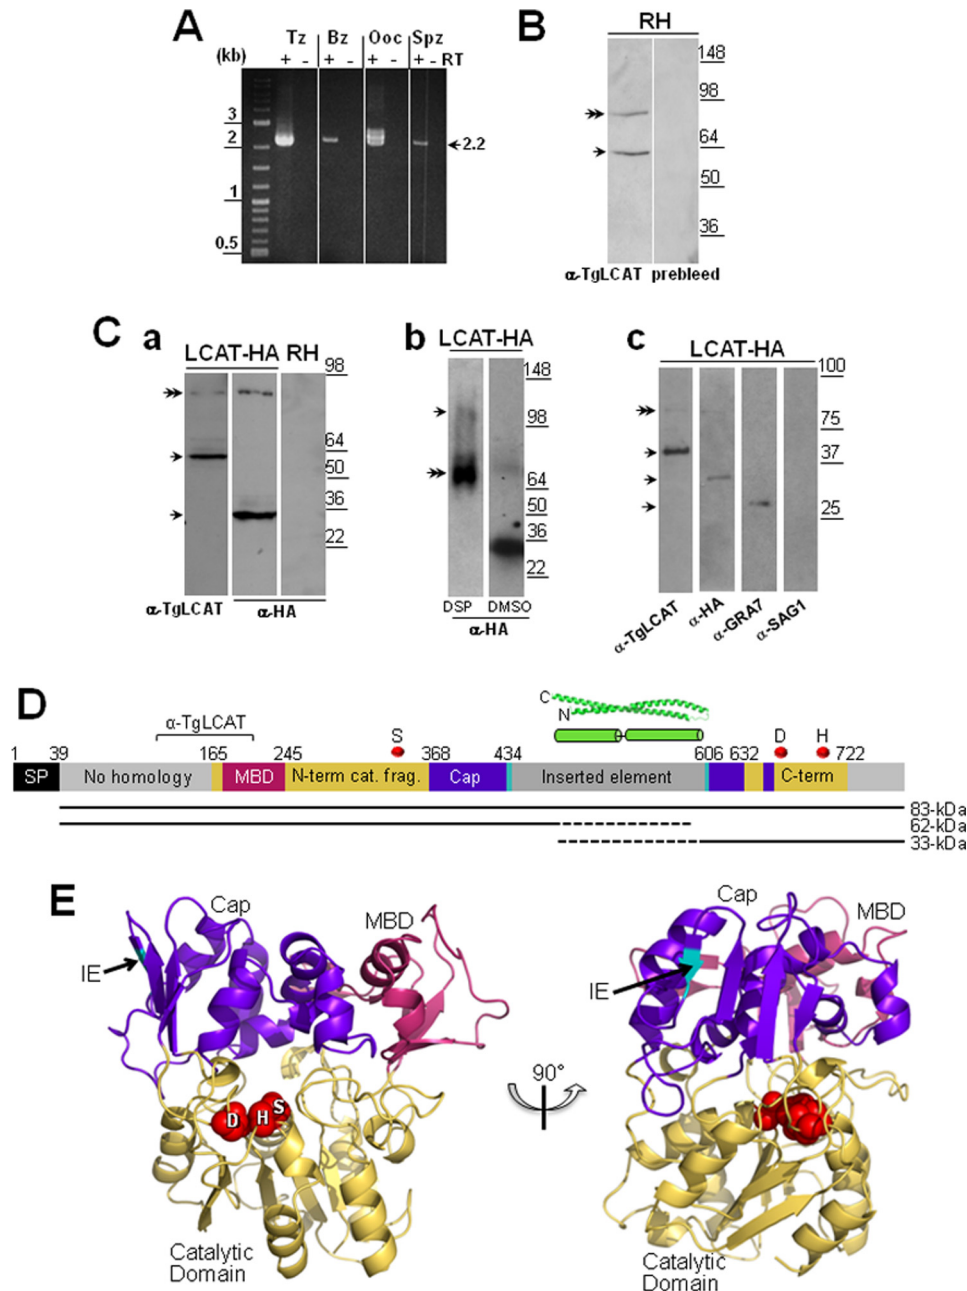 A
Tz Bz Ooc Spz
(kb) + - + - + - + - RT
3
2
1
0.5
←2.2
B
RH
148
98
64
50
36
α-TgLCAT prebleed
C
a
LCAT-HA RH
98
64
50
36
22
α-TgLCAT α-HA
b
LCAT-HA
148
98
64
50
36
22
DSP DMSO
α-HA
c
LCAT-HA
100
75
37
25
α-TgLCAT α-HA α-GRA7 α-SAG1
D
C
N
α-TgLCAT S D H
1 39 165 245 368 434 606 632 722
SP No homology MBD N-term cat. frag. Cap Inserted element C-term
83-kDa
62-kDa
33-kDa
E
Cap MBD
IE
D H S
Catalytic
Domain
90°
Cap MBD
IE
Catalytic
Domain